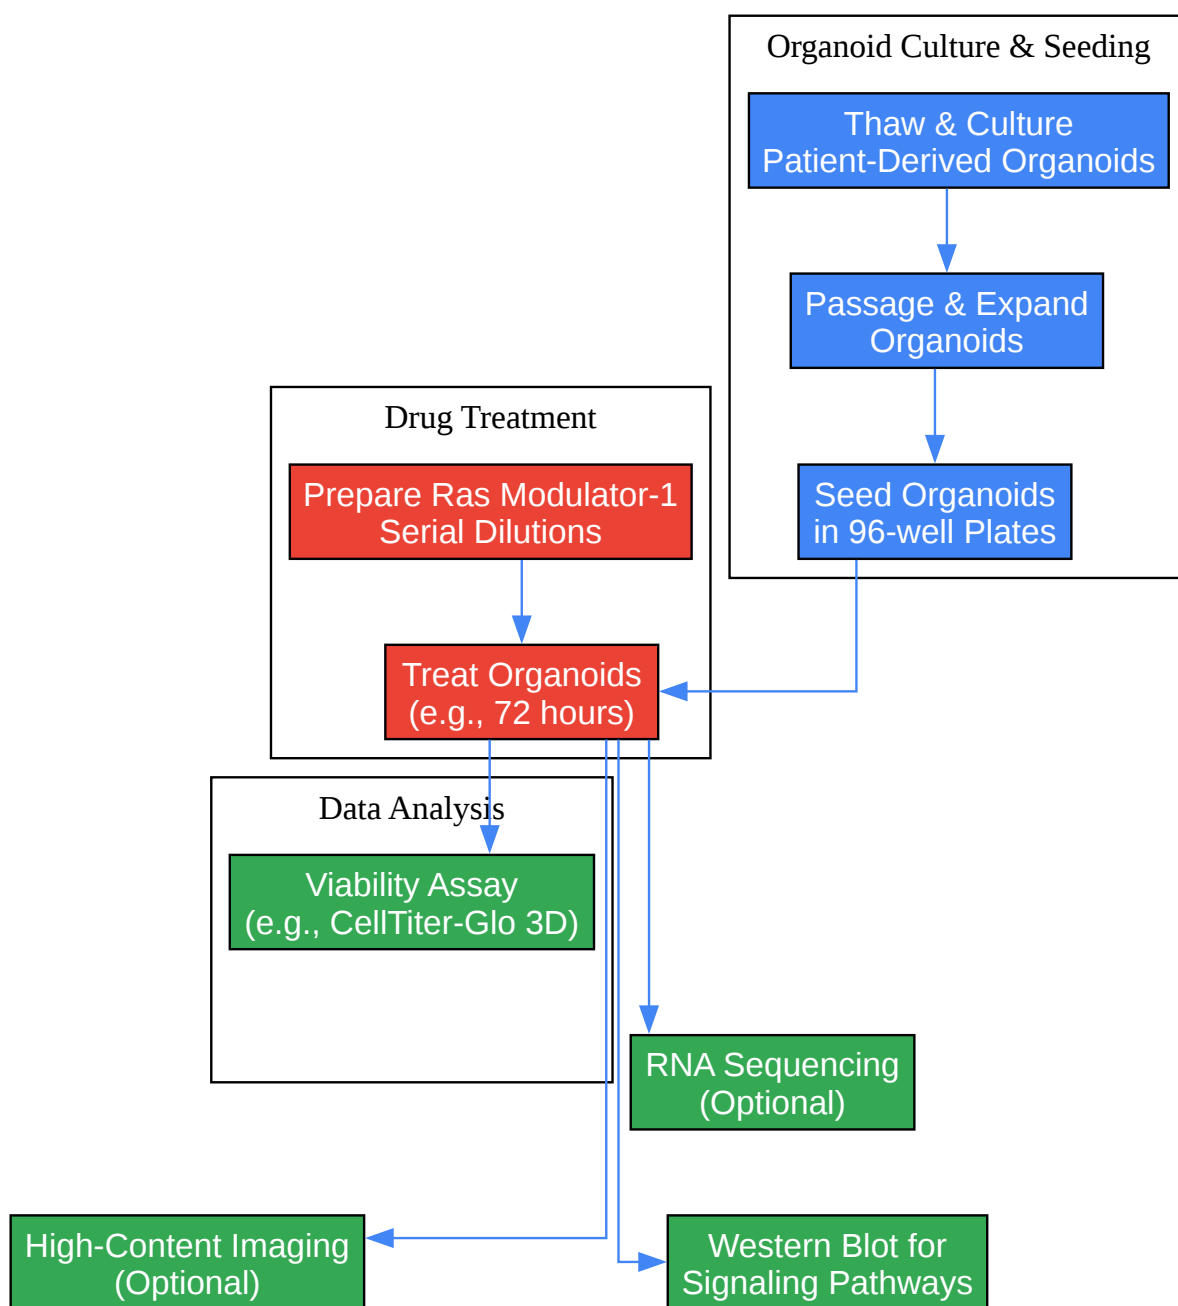 Organoid Culture & Seeding
Thaw & Culture
Patient-Derived Organoids
Passage & Expand
Organoids
Drug Treatment
Prepare Ras Modulator-1
Serial Dilutions
Seed Organoids
in 96-well Plates
Treat Organoids
(e.g., 72 hours)
Data Analysis
Viability Assay
(e.g., CellTiter-Glo 3D)
RNA Sequencing
(Optional)
High-Content Imaging
(Optional)
Western Blot for
Signaling Pathways